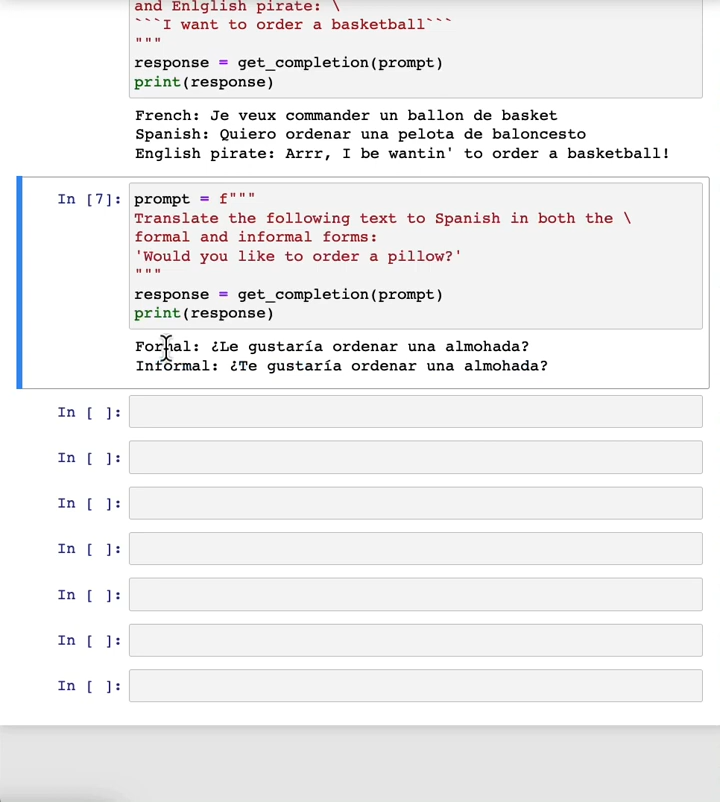 and Enlglish pirate: \
```I want to order a basketball```
"""
response = get_completion(prompt)
print(response)
French: Je veux commander un ballon de basket
Spanish: Quiero ordenar una pelota de baloncesto
English pirate: Arrr, I be wantin' to order a basketball!
In [7]: prompt = f"""
Translate the following text to Spanish in both the \
formal and informal forms:
'Would you like to order a pillow?'
"""
response = get_completion(prompt)
print(response)
Formal: ¿Le gustaría ordenar una almohada?
Informal: ¿Te gustaría ordenar una almohada?
In [ ]:
In [ ]:
In [ ]:
In [ ]:
In [ ]:
In [ ]:
In [ ]: